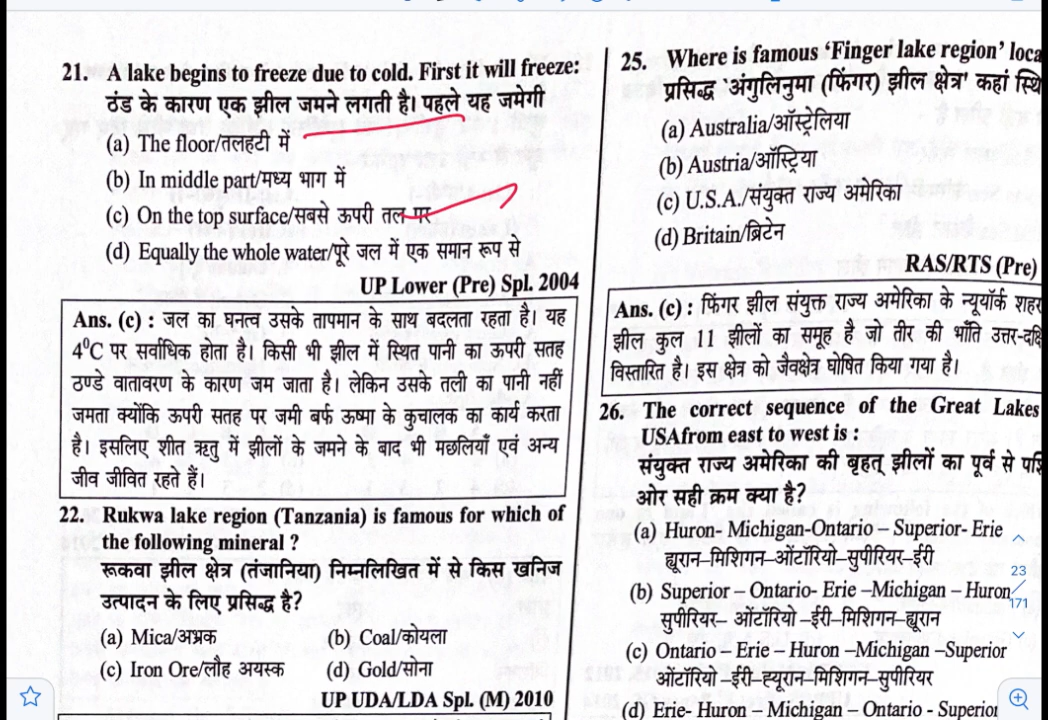 21. A lake begins to freeze due to cold. First it will freeze:
ठंड के कारण एक झील जमने लगती है। पहले यह जमेगी
(a) The floor/तलहटी में
(b) In middle part/मध्य भाग में
(c) On the top surface/सबसे ऊपरी तल पर
(d) Equally the whole water/पूरे जल में एक समान रूप से
UP Lower (Pre) Spl. 2004
Ans. (c) : जल का घनत्व उसके तापमान के साथ बदलता रहता है। यह
4⁰C पर सर्वाधिक होता है। किसी भी झील में स्थित पानी का ऊपरी सतह
ठण्डे वातावरण के कारण जम जाता है। लेकिन उसके तली का पानी नहीं
जमता क्योंकि ऊपरी सतह पर जमी बर्फ ऊष्मा के कुचालक का कार्य करता
है। इसलिए शीत ऋतु में झीलों के जमने के बाद भी मछलियाँ एवं अन्य
जीव जीवित रहते हैं।
22. Rukwa lake region (Tanzania) is famous for which of
the following mineral ?
रूकवा झील क्षेत्र (तंजानिया) निम्नलिखित में से किस खनिज
उत्पादन के लिए प्रसिद्ध है?
(a) Mica/अभ्रक (b) Coal/कोयला
(c) Iron Ore/लौह अयस्क (d) Gold/सोना
UP UDA/LDA Spl. (M) 2010
25. Where is famous ‘Finger lake region’ loca
प्रसिद्ध `अंगुलिनुमा (फिंगर) झील क्षेत्र' कहां स्थि
(a) Australia/ऑस्ट्रेलिया
(b) Austria/ऑस्ट्रिया
(c) U.S.A./संयुक्त राज्य अमेरिका
(d) Britain/ब्रिटेन
RAS/RTS (Pre)
Ans. (c) : फिंगर झील संयुक्त राज्य अमेरिका के न्यूयॉर्क शहर
झील कुल 11 झीलों का समूह है जो तीर की भाँति उत्तर-दक्षि
विस्तारित है। इस क्षेत्र को जैवक्षेत्र घोषित किया गया है।
26. The correct sequence of the Great Lakes
USAfrom east to west is :
संयुक्त राज्य अमेरिका की बृहत् झीलों का पूर्व से पश्
ओर सही क्रम क्या है?
(a) Huron- Michigan-Ontario – Superior- Erie
ह्यूरान–मिशिगान–ओंटॉरियो–सुपीरियर–ईरी
(b) Superior – Ontario- Erie –Michigan – Huron
सुपीरियर– ओंटॉरियो –ईरी–मिशिगन–ह्यूरान
(c) Ontario – Erie – Huron –Michigan –Superior
ओंटॉरियो –ईरी–ह्यूरान–मिशिगन–सुपीरियर
(d) Erie- Huron – Michigan – Ontario - Superior
23
171